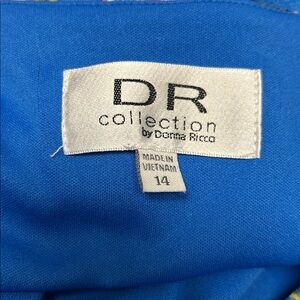 DR
collection
by Donna Ricco
MADE IN
VIETNAM
14